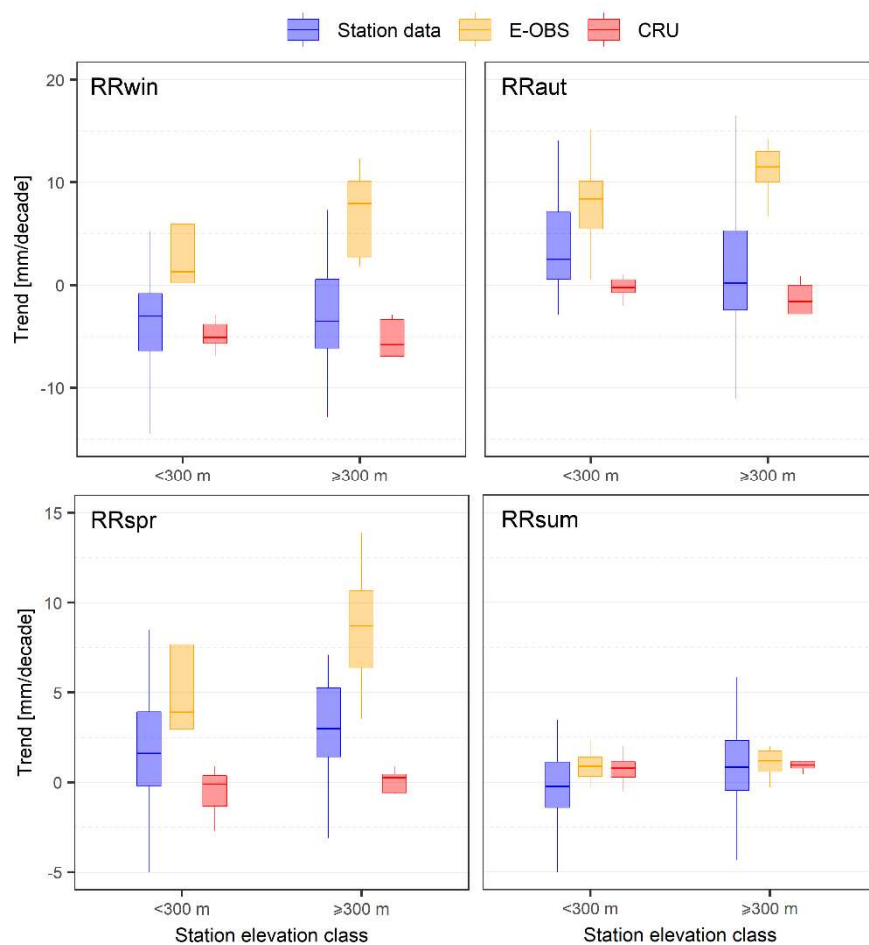 Station data E-OBS CRU
RRwin
RRaut
20
10
0
-10
Trend [mm/decade]
<300 m
⩾300 m
<300 m
⩾300 m
RRspr
RRsum
15
10
5
0
-5
Trend [mm/decade]
<300 m
⩾300 m
<300 m
⩾300 m
Station elevation class
Station elevation class